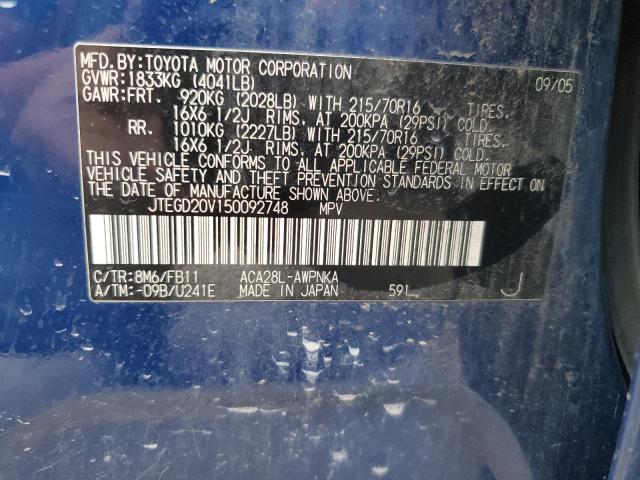 MFD.BY:TOYOTA MOTOR CORPORATION 09/05
GVWR:1833KG (4041LB)
GAWR:FRT. 920KG (2028LB) WITH 215/70R16 TIRES.
16X6 1/2J RIMS, AT 200KPA (29PSI) COLD.
RR. 1010KG (2227LB) WITH 215/70R16 TIRES.
16X6 1/2J RIMS, AT 200KPA (29PSI) COLD.
THIS VEHICLE CONFORMS TO ALL APPLICABLE FEDERAL MOTOR
VEHICLE SAFETY AND THEFT PREVENTION STANDARDS IN EFFECT ON
THE DATE OF MANUFACTURE SHOWN ABOVE.
JTEGD20V150092748 MPV
C/TR:8M6/FB11 ACA28L-AWPNKA
A/TM:-09B/U241E MADE IN JAPAN 591 J